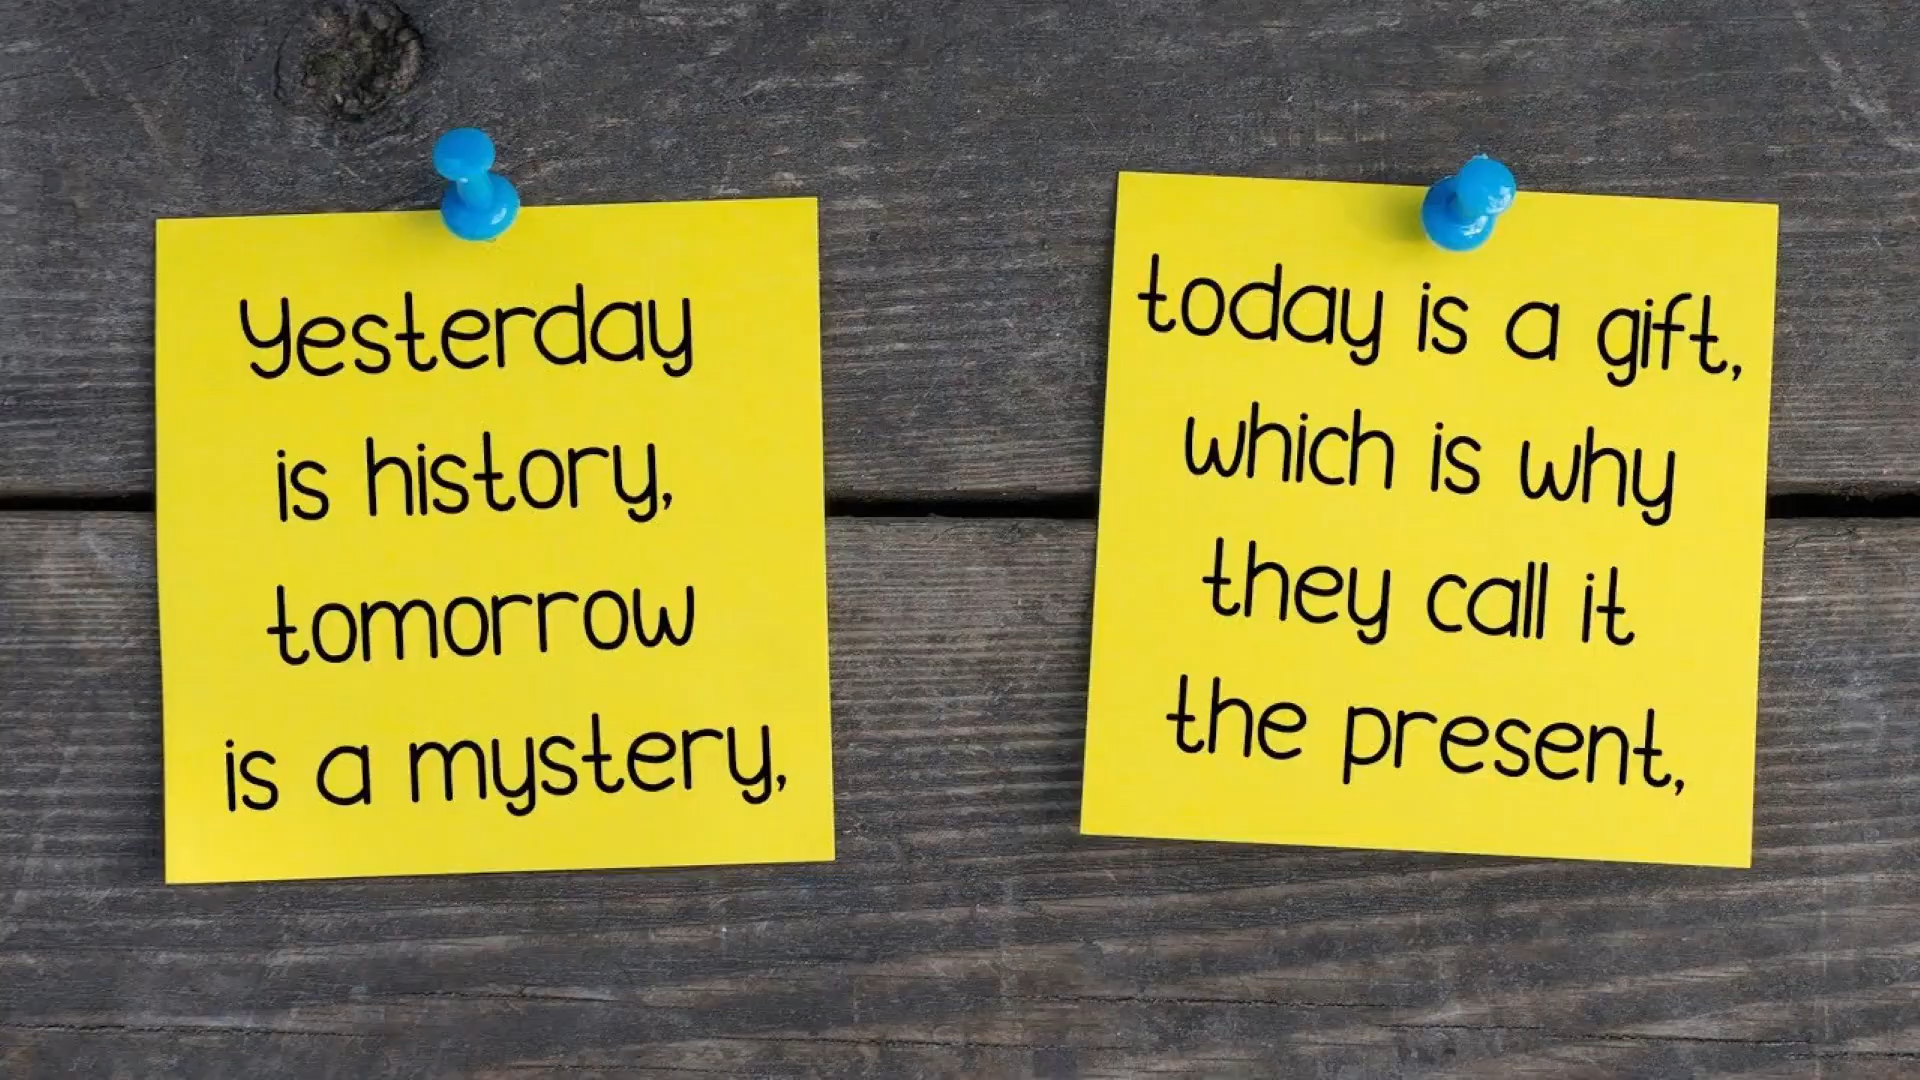 Yesterday
is history,
tomorrow
is a mystery,
today is a gift,
which is why
they call it
the present,